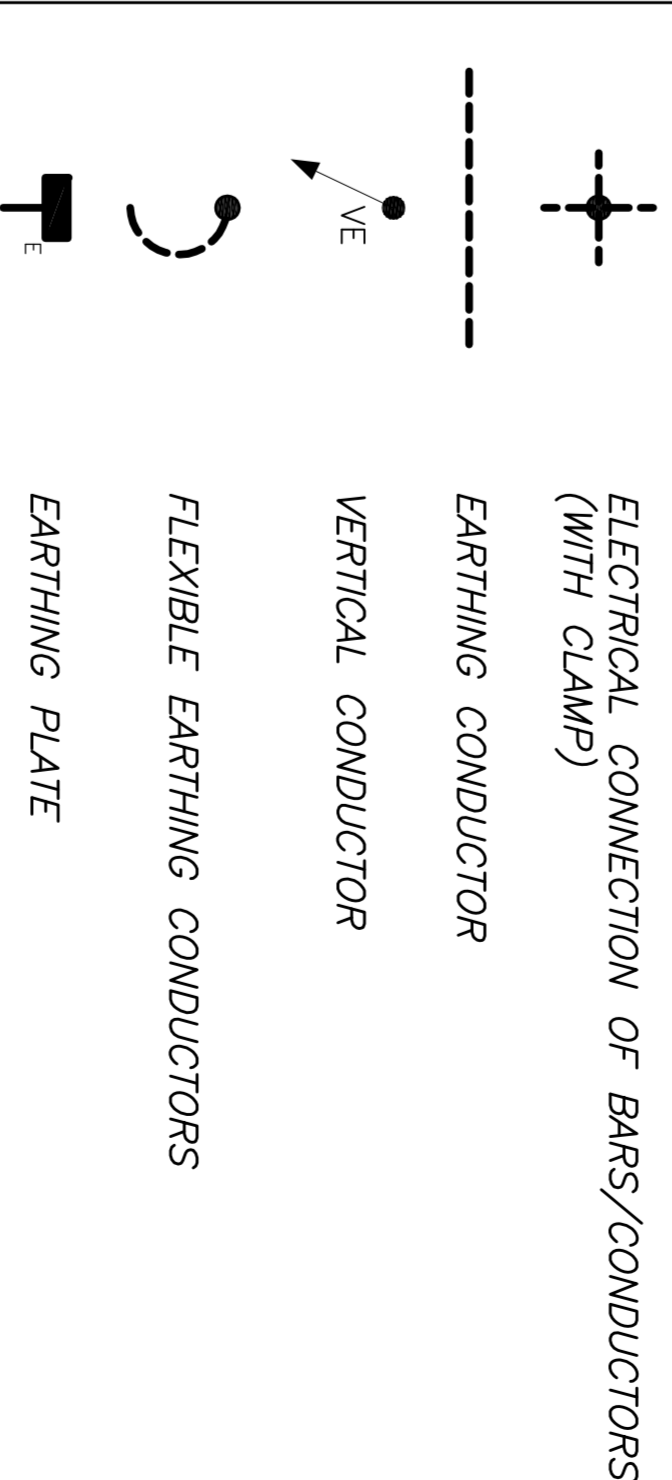 ELECTRICAL CONNECTION OF BARS/CONDUCTORS
(WITH CLAMP)
EARTHING CONDUCTOR
VE
VERTICAL CONDUCTOR
FLEXIBLE EARTHING CONDUCTORS
E
EARTHING PLATE